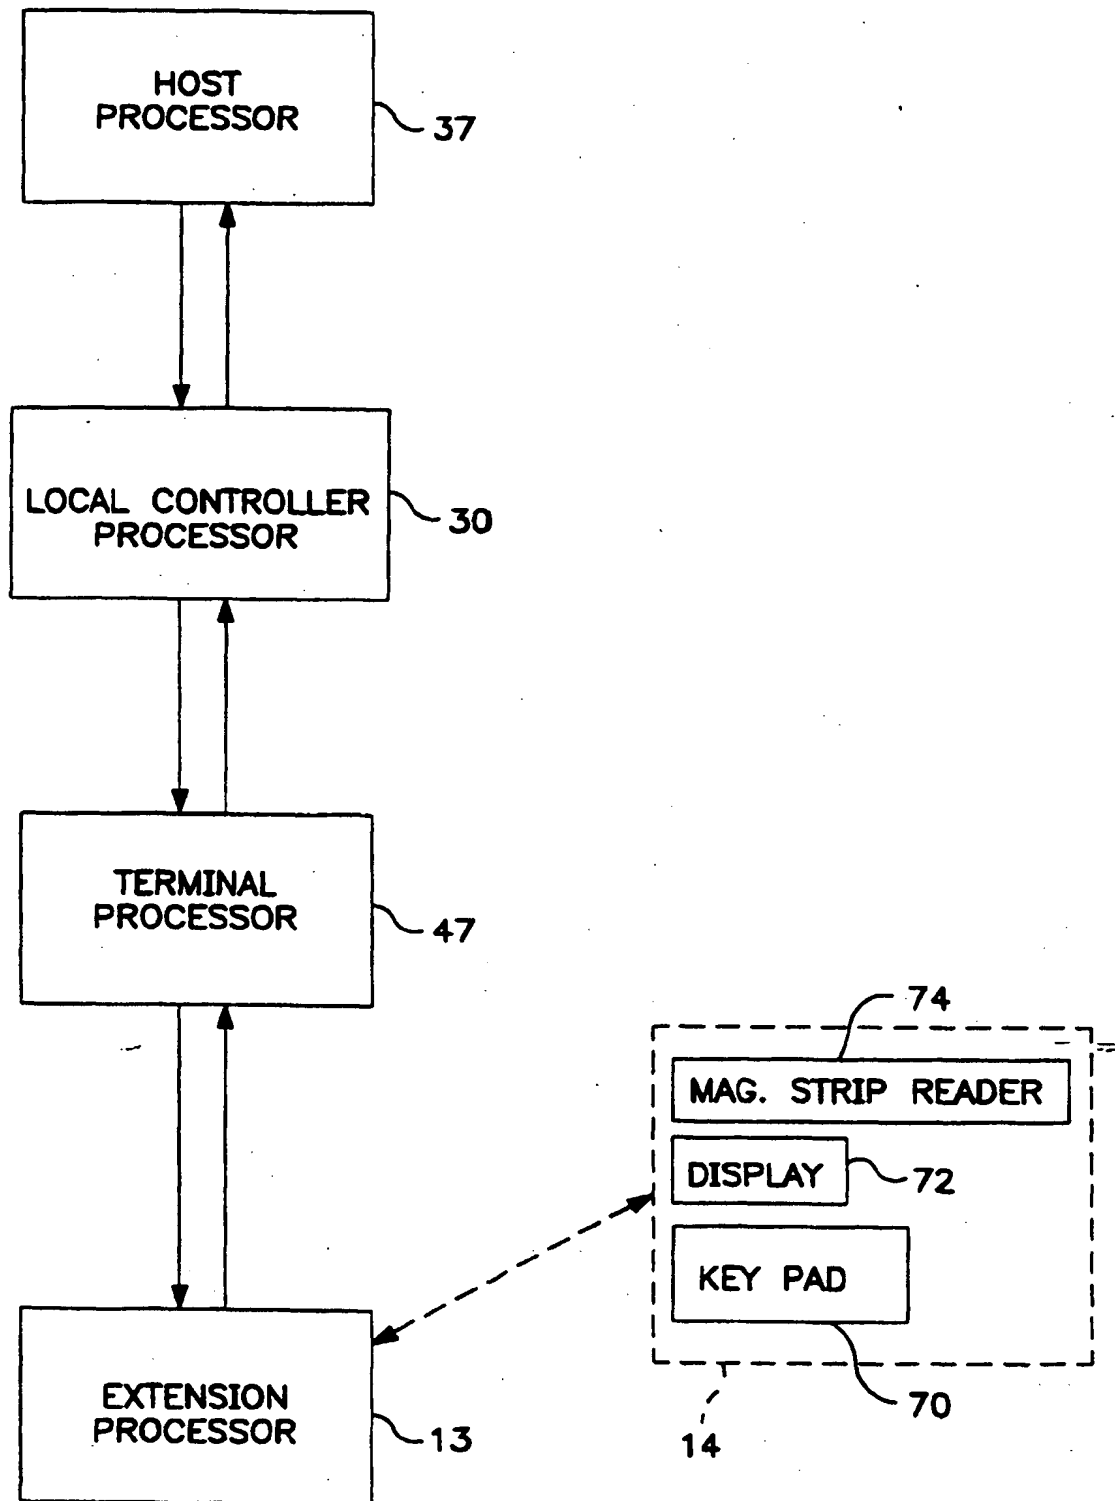 HOST
PROCESSOR
37
LOCAL CONTROLLER
PROCESSOR
30
TERMINAL
PROCESSOR
47
74
MAG. STRIP READER
DISPLAY
72
KEY PAD
70
14
EXTENSION
PROCESSOR
13